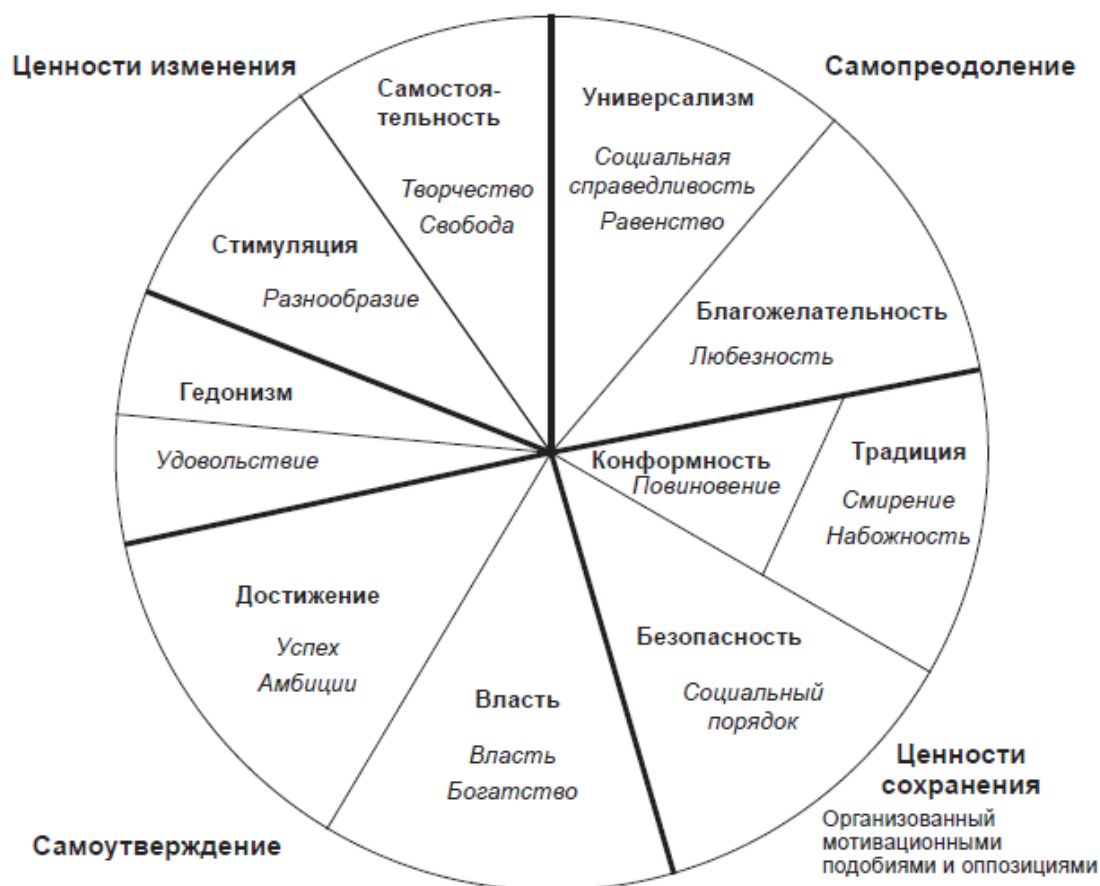 Ценности изменения
Самопреодоление
Самостоя-
тельность
Творчество
Свобода
Универсализм
Социальная
справедливость
Равенство
Стимуляция
Разнообразие
Благожелательность
Любезность
Гедонизм
Удовольствие
Конформность
Повиновение
Традиция
Смирение
Набожность
Достижение
Успех
Амбиции
Власть
Власть
Богатство
Безопасность
Социальный
порядок
Самоутверждение
Ценности
сохранения
Организованный
мотивационными
подобиями и оппозициями